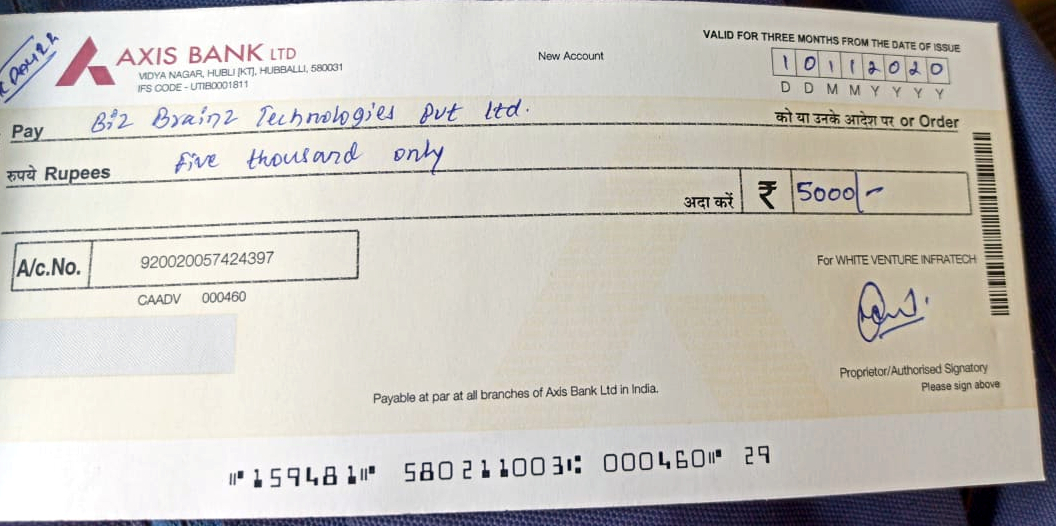 AXIS BANK LTD
VIDYA NAGAR, HUBLI [KT], HUBBALLI, 580031
IFS CODE - UTIB0001811
New Account
VALID FOR THREE MONTHS FROM THE DATE OF ISSUE
1 0 1 1 2 0 2 0
D D M M Y Y Y Y
Pay Biz Brainz Technologies Pvt Ltd. को या उनके आदेश पर or Order
रुपये Rupees Five thousand only
अदा करें ₹ 5000/-
A/c.No. 920020057424397
CAADV 000460
For WHITE VENTURE INFRATECH
Proprietor/Authorised Signatory
Please sign above
Payable at par at all branches of Axis Bank Ltd in India.
⑈159481⑈ 580211003⑆ 000460⑈ 29